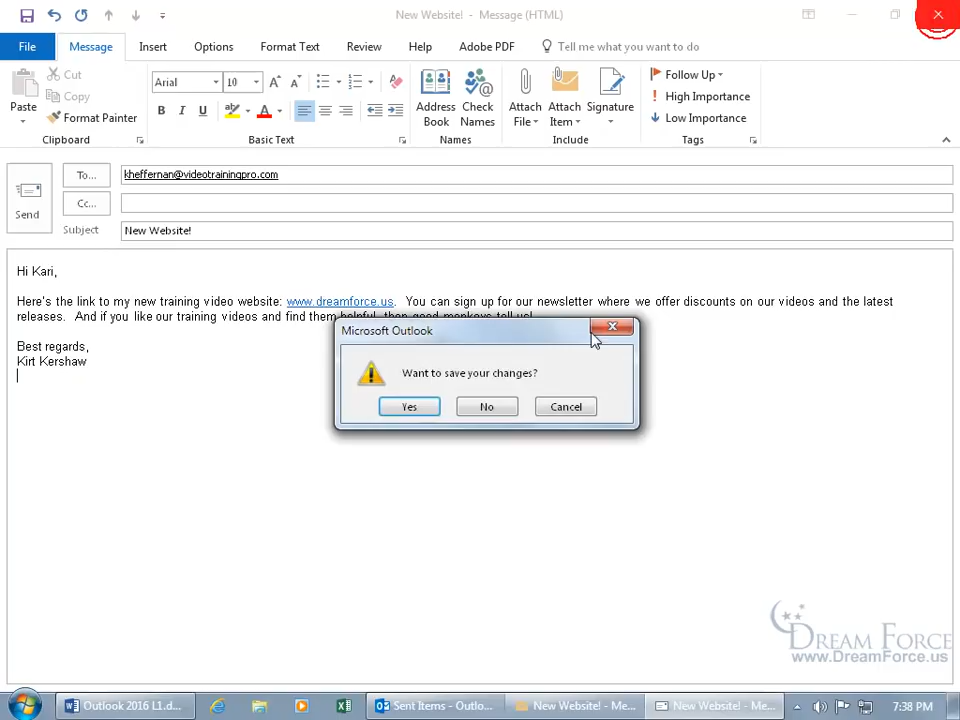 New Website! - Message (HTML)
File Message Insert Options Format Text Review Help Adobe PDF Tell me what you want to do
Paste
Cut
Copy
Format Painter
Clipboard
Arial 10
B I U A
Basic Text
Address Book
Check Names
Names
Attach File
Attach Item
Signature
Include
Follow Up
High Importance
Low Importance
Tags
Send
To... kheffernan@videotrainingpro.com
Cc...
Subject New Website!
Hi Kari,
Here's the link to my new training video website: www.dreamforce.us. You can sign up for our newsletter where we offer discounts on our videos and the latest
releases. And if you like our training videos and find them helpful, then good monkeys tell us!
Best regards,
Kirt Kershaw
Microsoft Outlook
Want to save your changes?
Yes No Cancel
DREAM FORCE
www.DreamForce.us
Outlook 2016 L1.d... Sent Items - Outlo... New Website! - Me... New Website! - Me... 7:38 PM